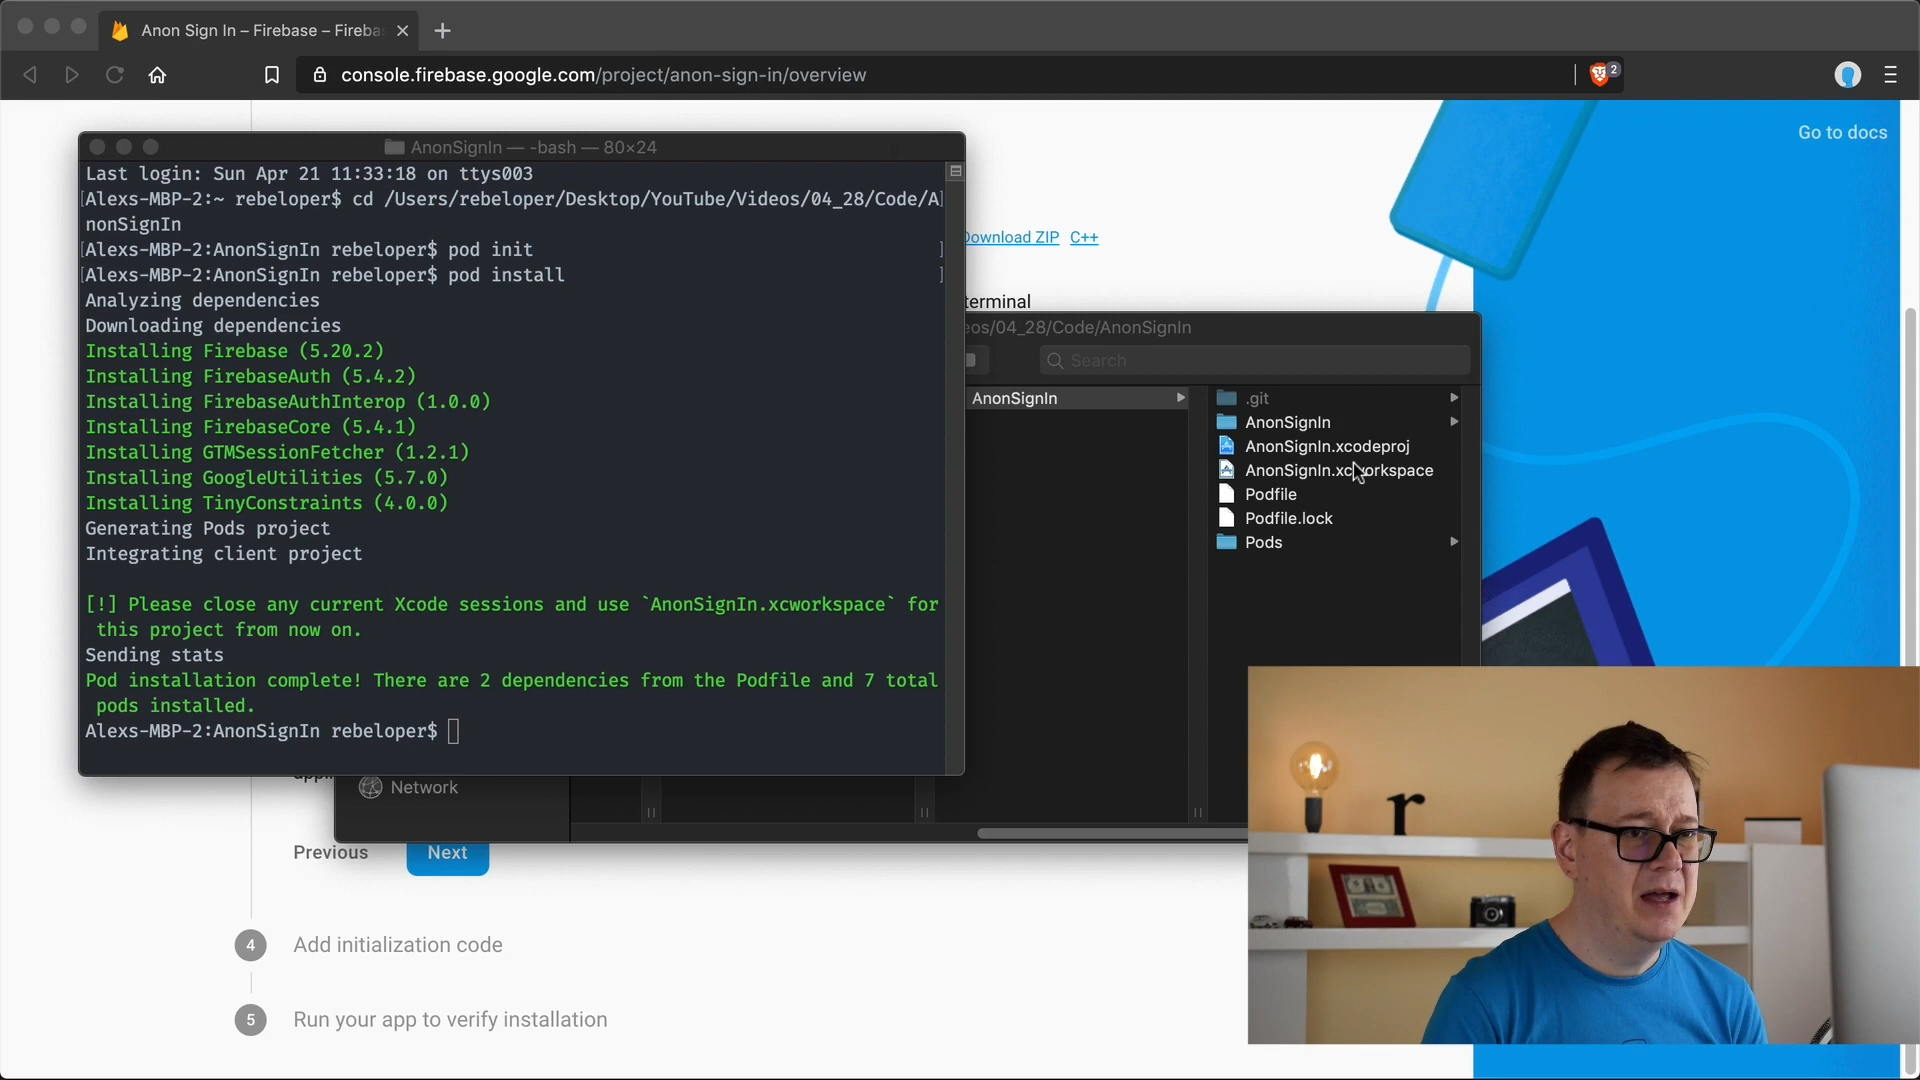 Anon Sign In – Firebase – Fireba
console.firebase.google.com/project/anon-sign-in/overview
2
Go to docs
AnonSignIn — -bash — 80×24
Last login: Sun Apr 21 11:33:18 on ttys003
[Alexs-MBP-2:~ rebeloper$ cd /Users/rebeloper/Desktop/YouTube/Videos/04_28/Code/A]
nonSignIn
[Alexs-MBP-2:AnonSignIn rebeloper$ pod init ]
[Alexs-MBP-2:AnonSignIn rebeloper$ pod install ]
Analyzing dependencies
Downloading dependencies
Installing Firebase (5.20.2)
Installing FirebaseAuth (5.4.2)
Installing FirebaseAuthInterop (1.0.0)
Installing FirebaseCore (5.4.1)
Installing GTMSessionFetcher (1.2.1)
Installing GoogleUtilities (5.7.0)
Installing TinyConstraints (4.0.0)
Generating Pods project
Integrating client project
[!] Please close any current Xcode sessions and use `AnonSignIn.xcworkspace` for
this project from now on.
Sending stats
Pod installation complete! There are 2 dependencies from the Podfile and 7 total
pods installed.
Alexs-MBP-2:AnonSignIn rebeloper$
Download ZIP C++
terminal
eos/04_28/Code/AnonSignIn
Search
AnonSignIn
.git
AnonSignIn
AnonSignIn.xcodeproj
AnonSignIn.xcworkspace
Podfile
Podfile.lock
Pods
Network
Previous
Next
4 Add initialization code
5 Run your app to verify installation
r